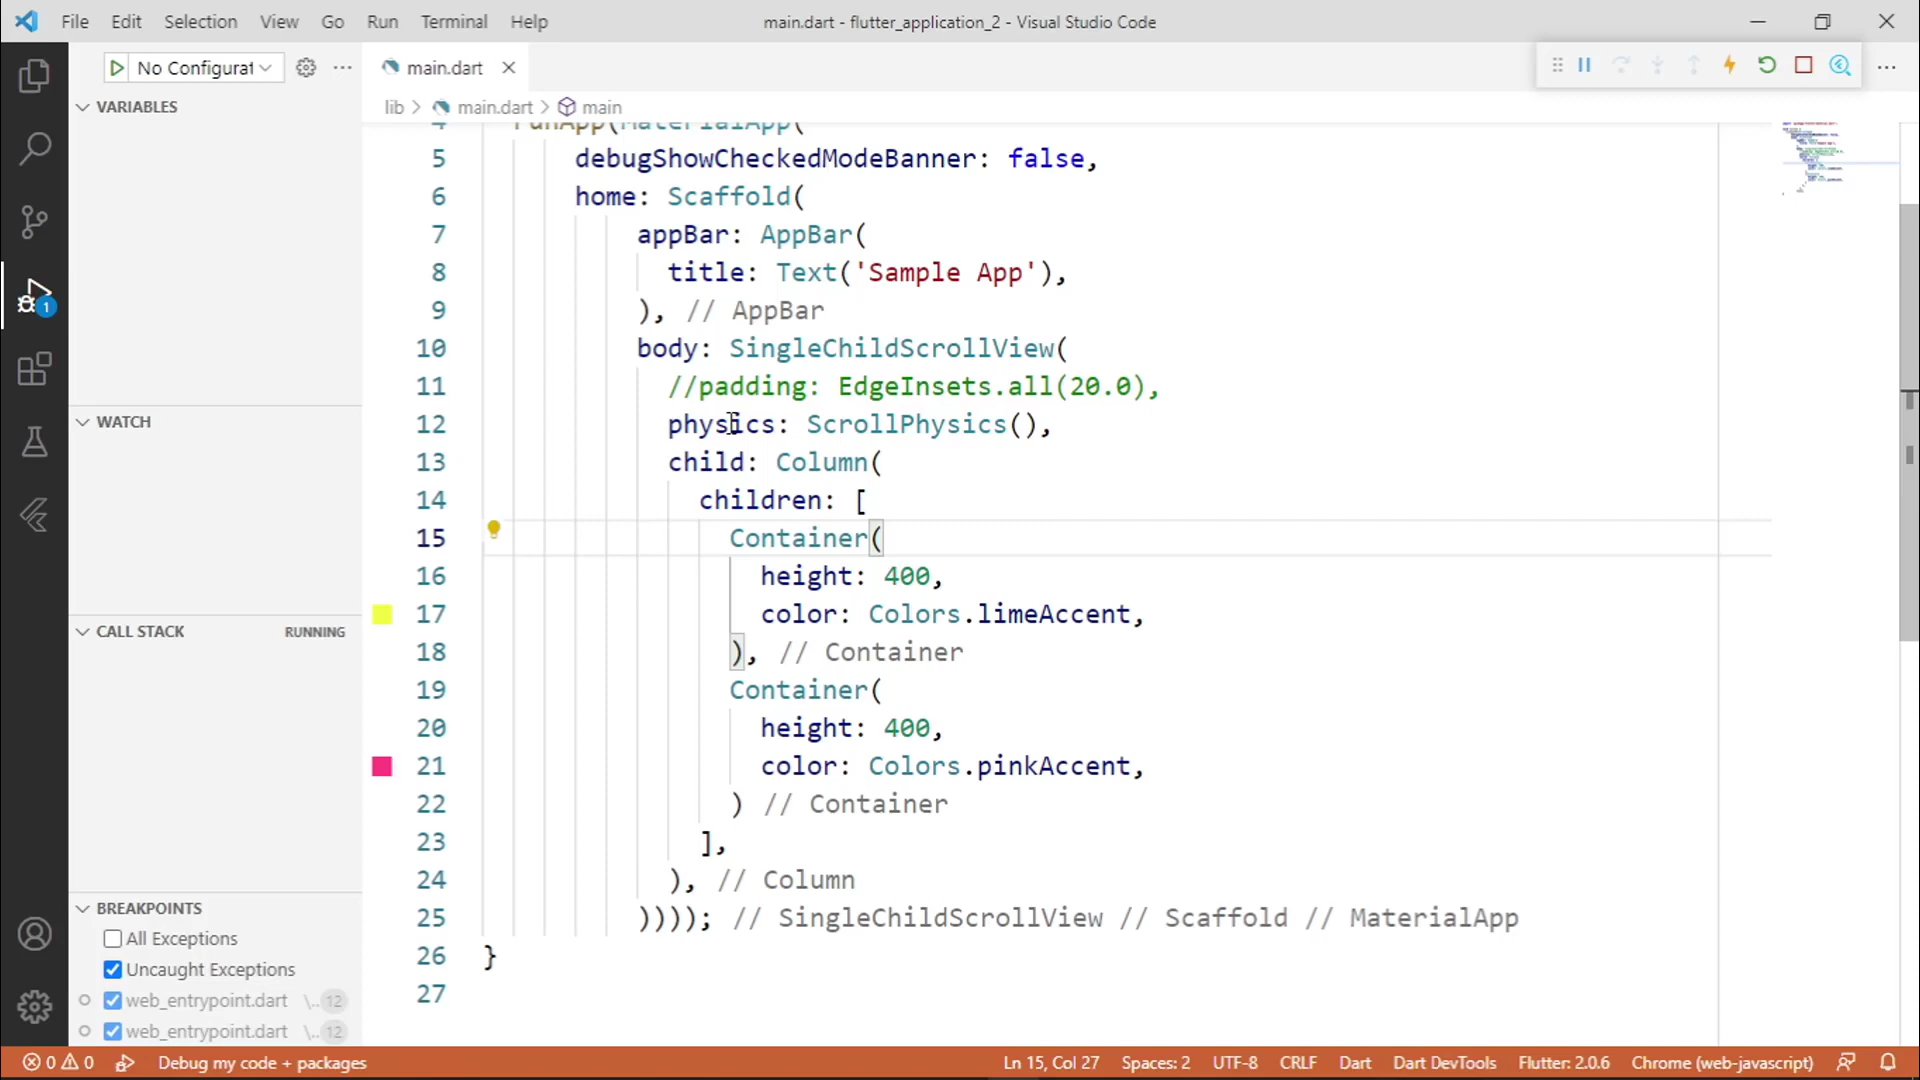 File Edit Selection View Go Run Terminal Help
main.dart - flutter_application_2 - Visual Studio Code
No Configurat
main.dart
VARIABLES
lib > main.dart > main
4 runApp(MaterialApp(
5 debugShowCheckedModeBanner: false,
6 home: Scaffold(
7 appBar: AppBar(
8 title: Text('Sample App'),
9 ), // AppBar
10 body: SingleChildScrollView(
11 //padding: EdgeInsets.all(20.0),
12 physics: ScrollPhysics(),
13 child: Column(
14 children: [
15 Container(
16 height: 400,
17 color: Colors.limeAccent,
18 ), // Container
19 Container(
20 height: 400,
21 color: Colors.pinkAccent,
22 ) // Container
23 ],
24 ), // Column
25 )))); // SingleChildScrollView // Scaffold // MaterialApp
26 }
27
1
WATCH
CALL STACK RUNNING
BREAKPOINTS
All Exceptions
Uncaught Exceptions
web_entrypoint.dart \.. 12
web_entrypoint.dart \.. 12
0 0 Debug my code + packages
Ln 15, Col 27 Spaces: 2 UTF-8 CRLF Dart Dart DevTools Flutter: 2.0.6 Chrome (web-javascript)